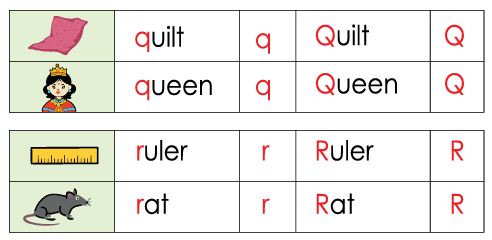 quilt q Quilt Q
queen q Queen Q
ruler r Ruler R
rat r Rat R